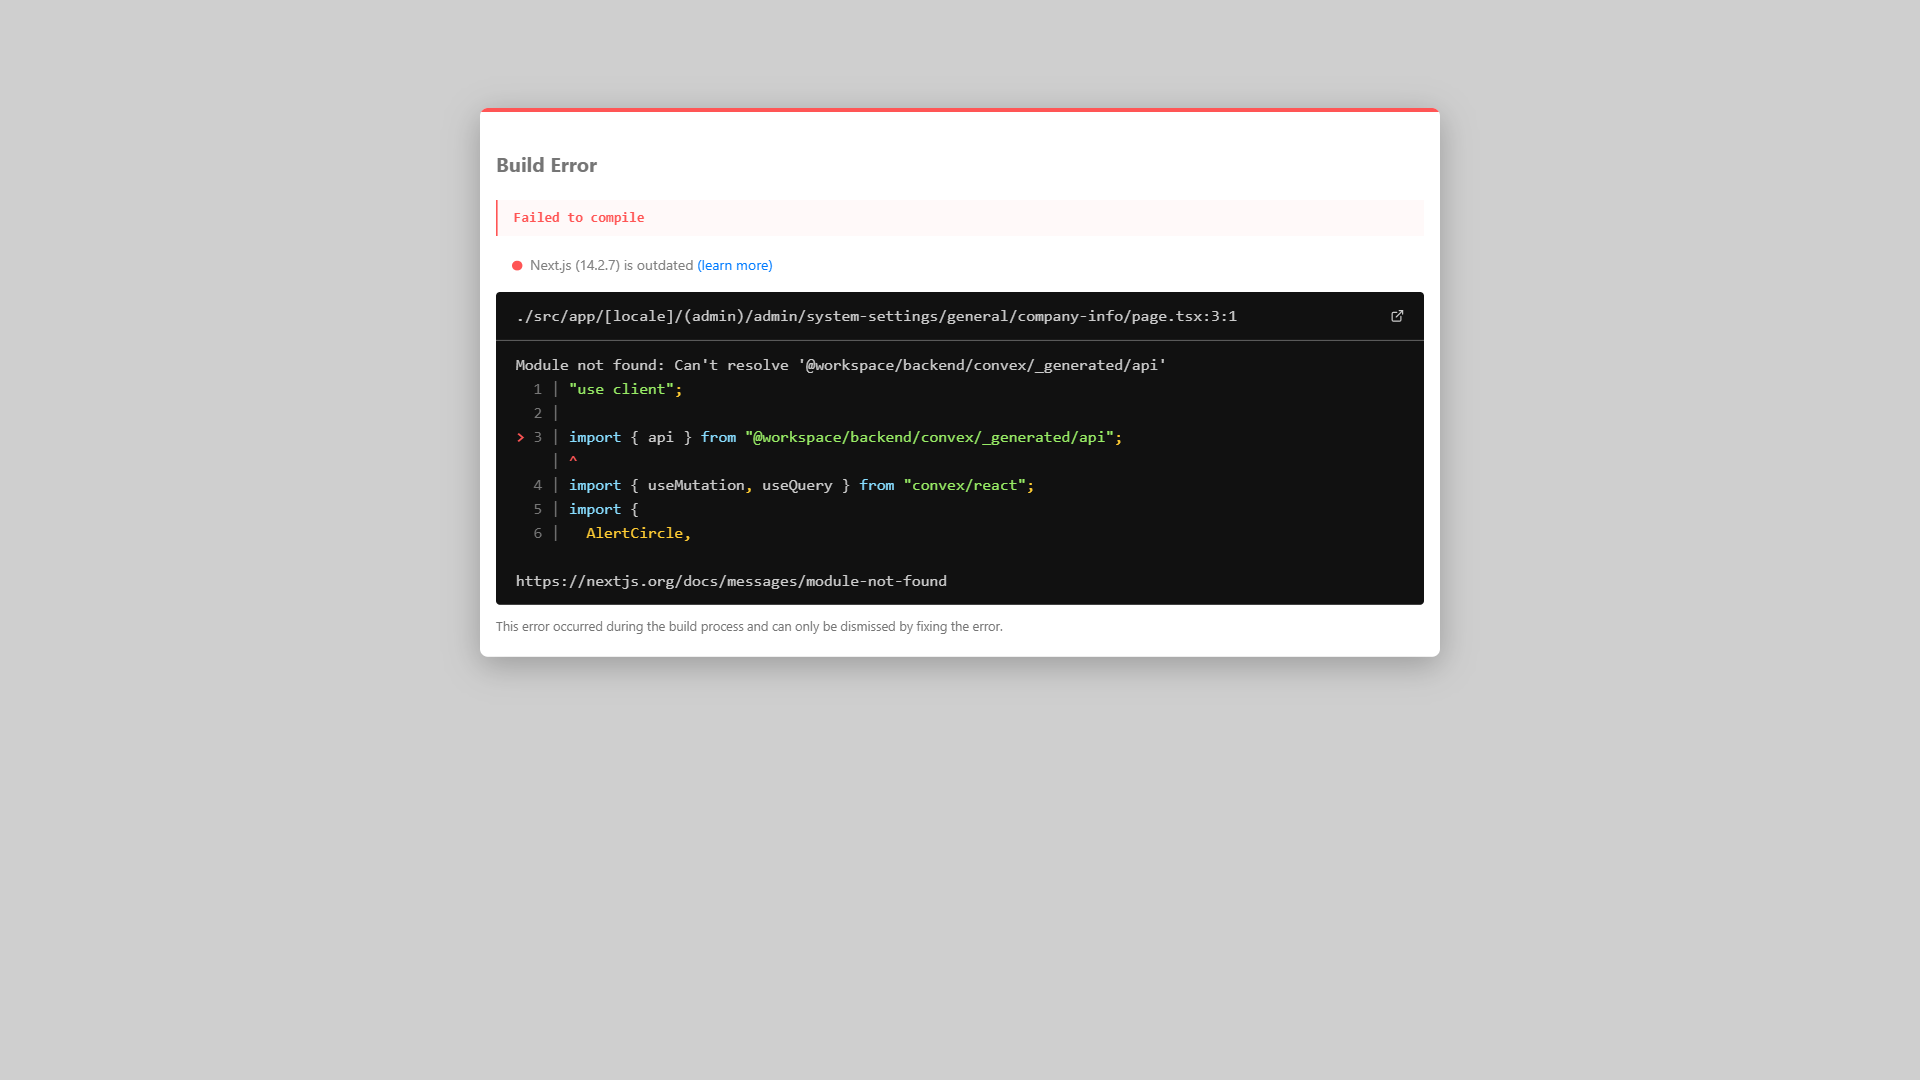 Build Error
Failed to compile
Next.js (14.2.7) is outdated (learn more)
./src/app/[locale]/(admin)/admin/system-settings/general/company-info/page.tsx:3:1
Module not found: Can't resolve '@workspace/backend/convex/_generated/api'
1 | "use client";
2 |
> 3 | import { api } from "@workspace/backend/convex/_generated/api";
| ^
4 | import { useMutation, useQuery } from "convex/react";
5 | import {
6 |   AlertCircle,
https://nextjs.org/docs/messages/module-not-found
This error occurred during the build process and can only be dismissed by fixing the error.